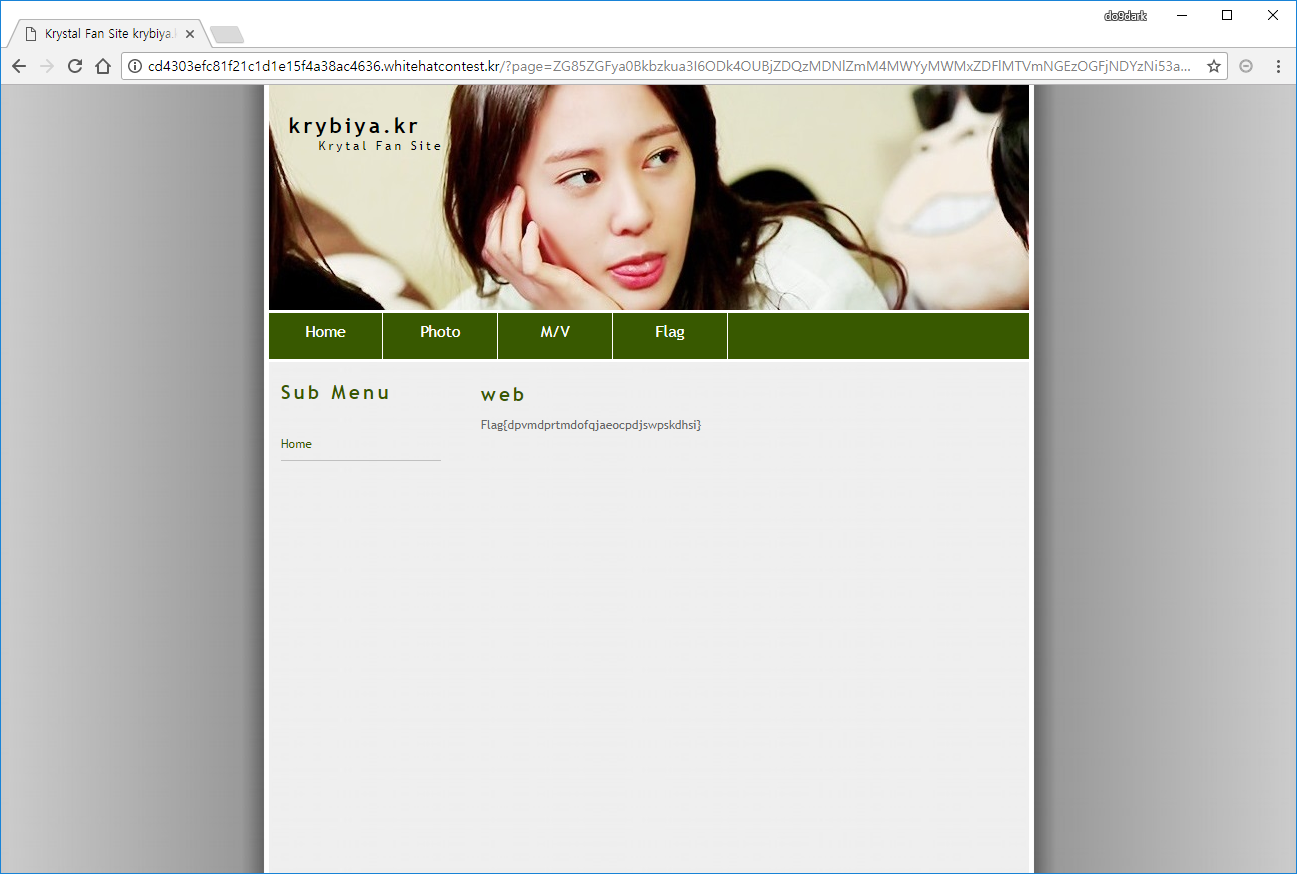 do9dark
Krystal Fan Site krybiya.k
cd4303efc81f21c1d1e15f4a38ac4636.whitehatcontest.kr/?page=ZG85ZGFya0Bkbzkua3I6ODk4OUBjZDQzMDNlZmM4MWYyMWMxZDFlMTVmNGEzOGFjNDYzNi53a...
krybiya.kr
Krytal Fan Site
Home Photo M/V Flag
Sub Menu
Home
web
Flag{dpvmdprtmdofqjaeocpdjswpskdhsi}